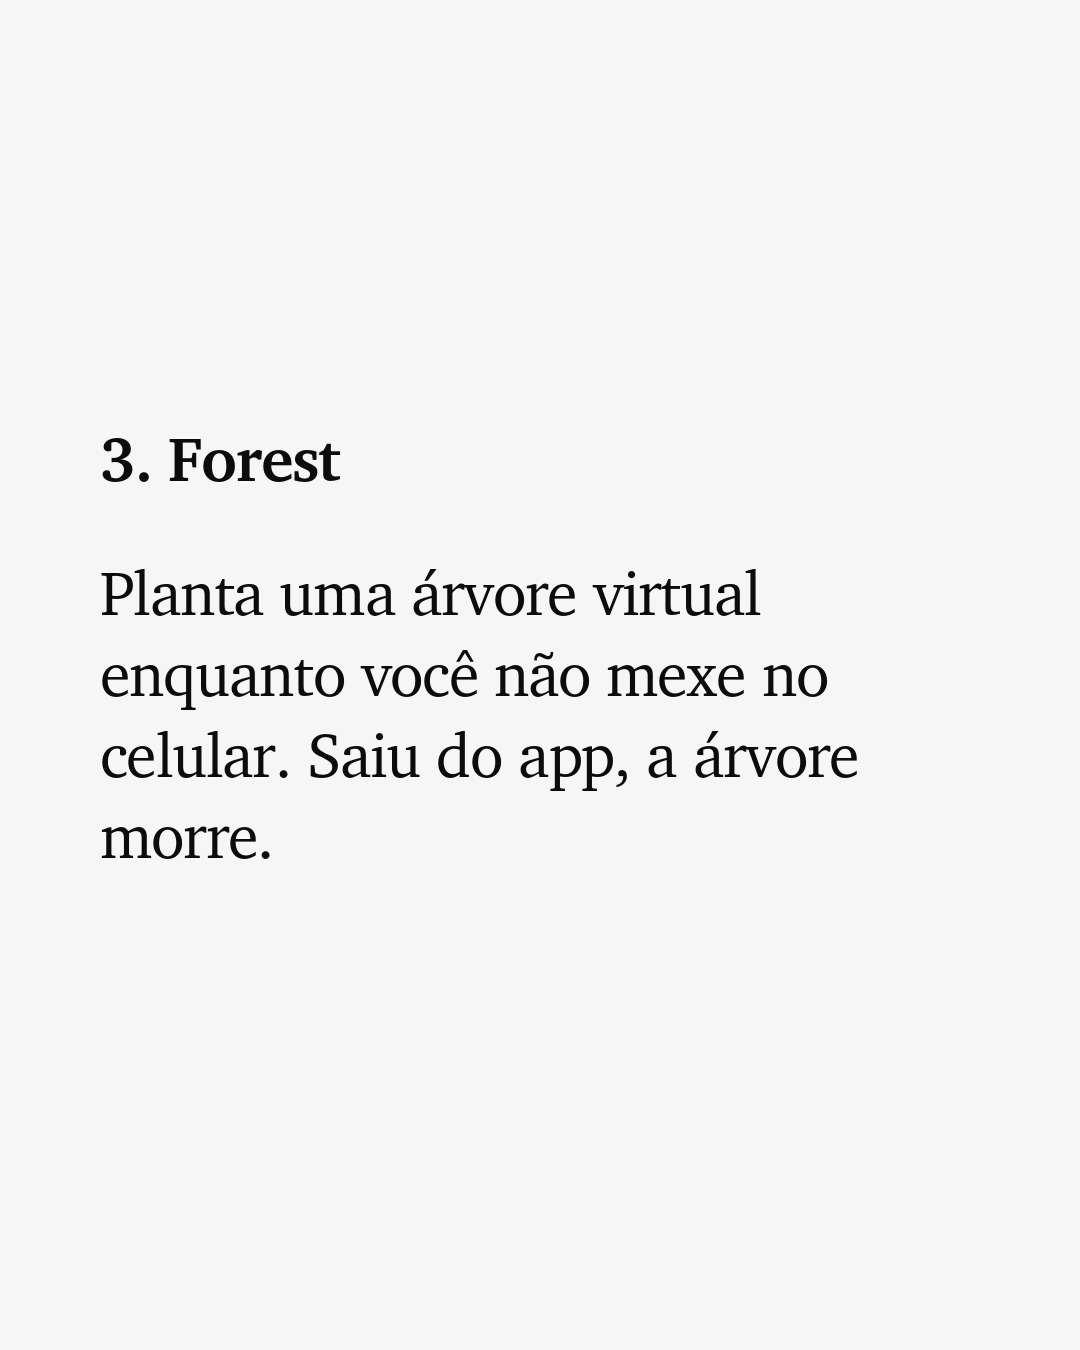 3. Forest
Planta uma árvore virtual
enquanto você não mexe no
celular. Saiu do app, a árvore
morre.